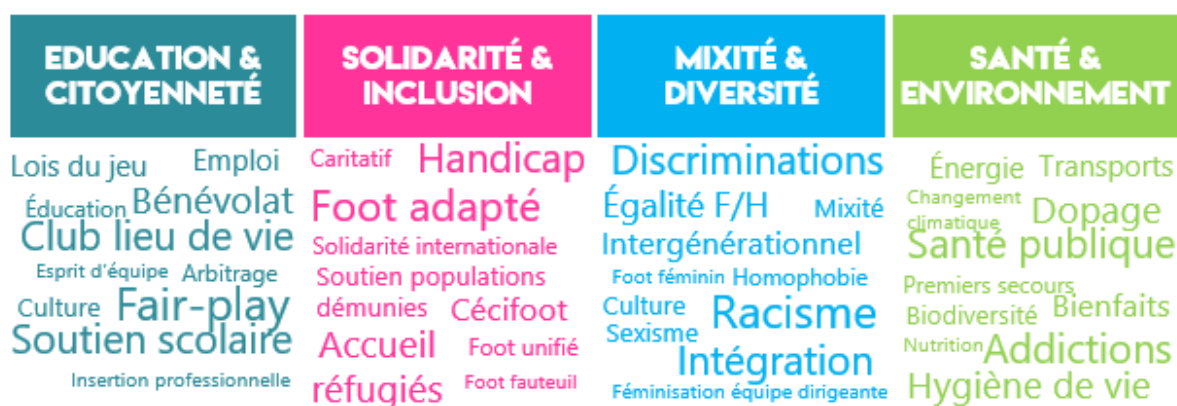 EDUCATION &
CITOYENNETÉ
Lois du jeu
Emploi
Éducation
Bénévolat
Club lieu de vie
Esprit d'équipe
Arbitrage
Culture
Fair-play
Soutien scolaire
Insertion professionnelle
SOLIDARITÉ &
INCLUSION
Caritatif
Handicap
Foot adapté
Solidarité internationale
Soutien populations
démunies
Cécifoot
Accueil
réfugiés
Foot unifié
Foot fauteuil
MIXITÉ &
DIVERSITÉ
Discriminations
Égalité F/H
Mixité
Intergénérationnel
Foot féminin
Homophobie
Culture
Racisme
Sexisme
Intégration
Féminisation équipe dirigeante
SANTÉ &
ENVIRONNEMENT
Énergie
Transports
Changement
climatique
Dopage
Santé publique
Premiers secours
Biodiversité
Bienfaits
Nutrition
Addictions
Hygiène de vie